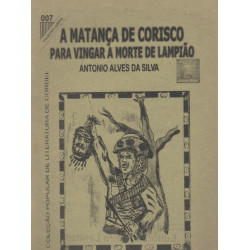 007
A MATANÇA DE CORISCO
PARA VINGAR A MORTE DE LAMPIÃO
ANTONIO ALVES DA SILVA
COLEÇÃO POPULAR DE LITERATURA DE CORDEL